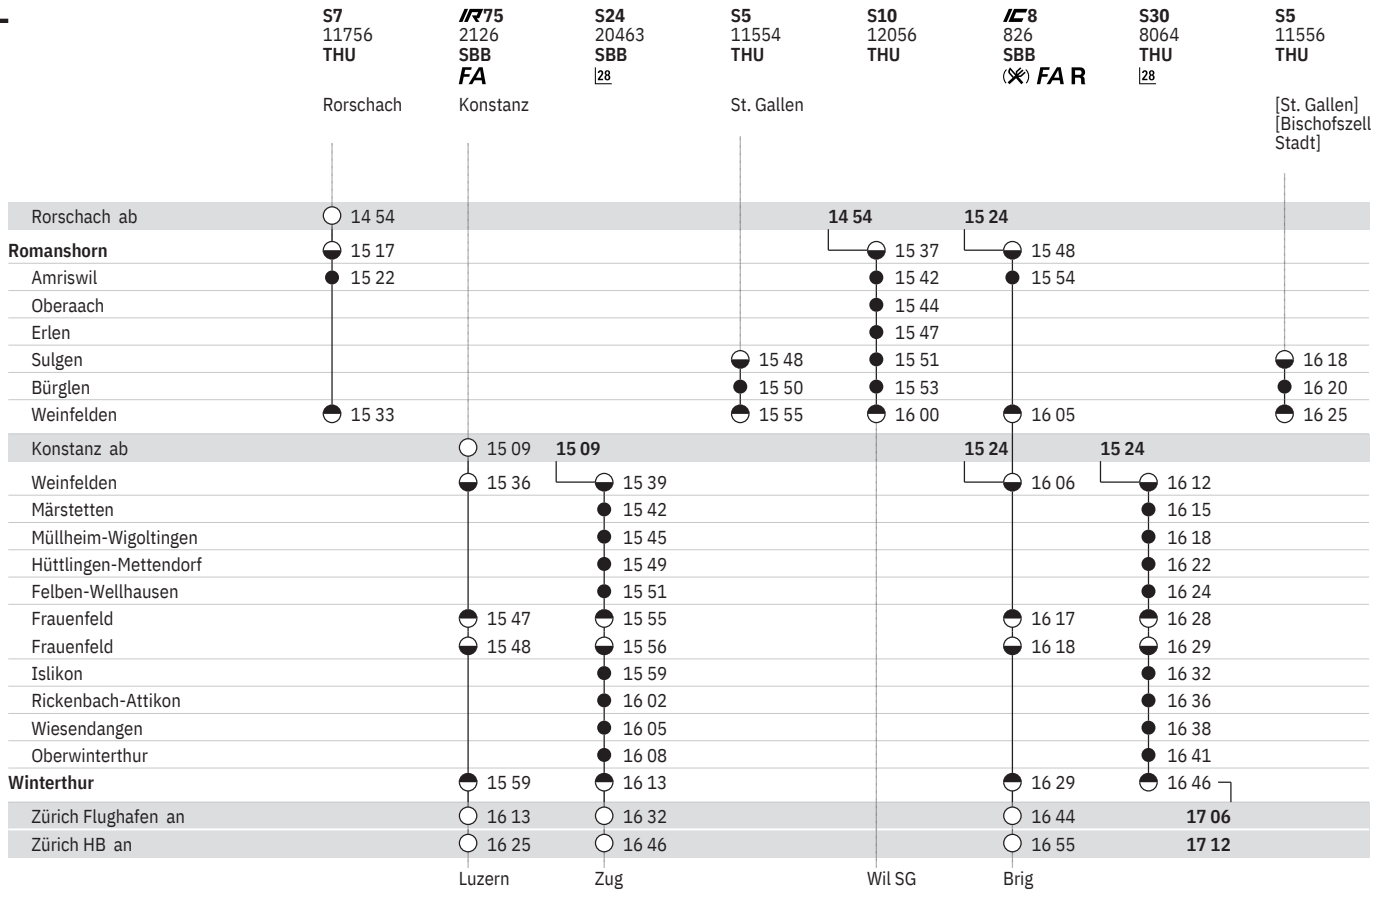 S7 IR75 S24 S5 S10 IC8 S30 S5
11756 2126 20463 11554 12056 826 8064 11556
THU SBB SBB THU THU SBB THU THU
FA 28 FA R 28
Rorschach Konstanz St. Gallen [St. Gallen]
[Bischofszell
Stadt]
Rorschach ab 14 54 14 54 15 24
Romanshorn 15 17 15 37 15 48
Amriswil 15 22 15 42 15 54
Oberaach 15 44
Erlen 15 47
Sulgen 15 48 15 51 16 18
Bürglen 15 50 15 53 16 20
Weinfelden 15 33 15 55 16 00 16 05 16 25
Konstanz ab 15 09 15 09 15 24 15 24
Weinfelden 15 36 15 39 16 06 16 12
Märstetten 15 42 16 15
Müllheim-Wigoltingen 15 45 16 18
Hüttlingen-Mettendorf 15 49 16 22
Felben-Wellhausen 15 51 16 24
Frauenfeld 15 47 15 55 16 17 16 28
Frauenfeld 15 48 15 56 16 18 16 29
Islikon 15 59 16 32
Rickenbach-Attikon 16 02 16 36
Wiesendangen 16 05 16 38
Oberwinterthur 16 08 16 41
Winterthur 15 59 16 13 16 29 16 46
Zürich Flughafen an 16 13 16 32 16 44 17 06
Zürich HB an 16 25 16 46 16 55 17 12
Luzern Zug Wil SG Brig